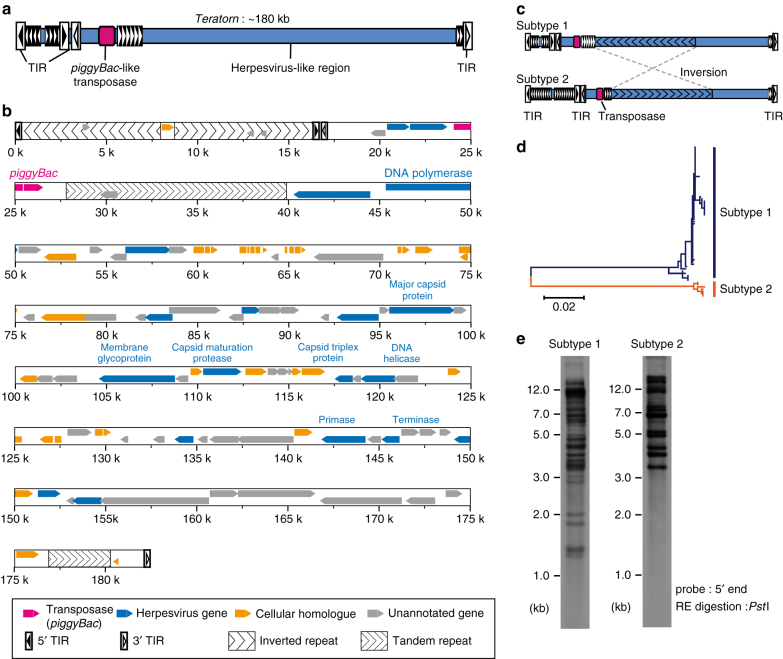 a
Teratorn : ~180 kb
TIR
piggyBac-like
transposase
Herpesvirus-like region
TIR
b
0 k 5 k 10 k 15 k 20 k 25 k
piggyBac
DNA polymerase
25 k 30 k 35 k 40 k 45 k 50 k
50 k 55 k 60 k 65 k 70 k 75 k
Major capsid
protein
75 k 80 k 85 k 90 k 95 k 100 k
Membrane
glycoprotein
Capsid maturation
protease
Capsid triplex
protein
DNA
helicase
100 k 105 k 110 k 115 k 120 k 125 k
Primase
Terminase
125 k 130 k 135 k 140 k 145 k 150 k
150 k 155 k 160 k 165 k 170 k 175 k
175 k 180 k
Transposase
(piggyBac)
Herpesvirus gene
Cellular homologue
Unannotated gene
5′ TIR
3′ TIR
Inverted repeat
Tandem repeat
c
Subtype 1
Inversion
Subtype 2
TIR
TIR
Transposase
TIR
d
Subtype 1
Subtype 2
0.02
e
Subtype 1
12.0
7.0
5.0
3.0
2.0
1.0
(kb)
Subtype 2
12.0
7.0
5.0
3.0
2.0
1.0
(kb)
probe : 5′ end
RE digestion :PstI